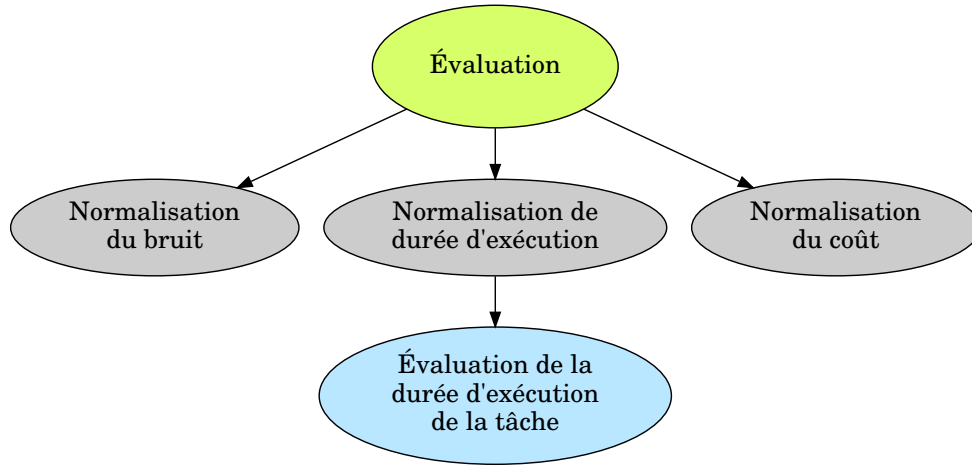 Évaluation
Normalisation
du bruit
Normalisation de
durée d'exécution
Normalisation
du coût
Évaluation de la
durée d'exécution
de la tâche